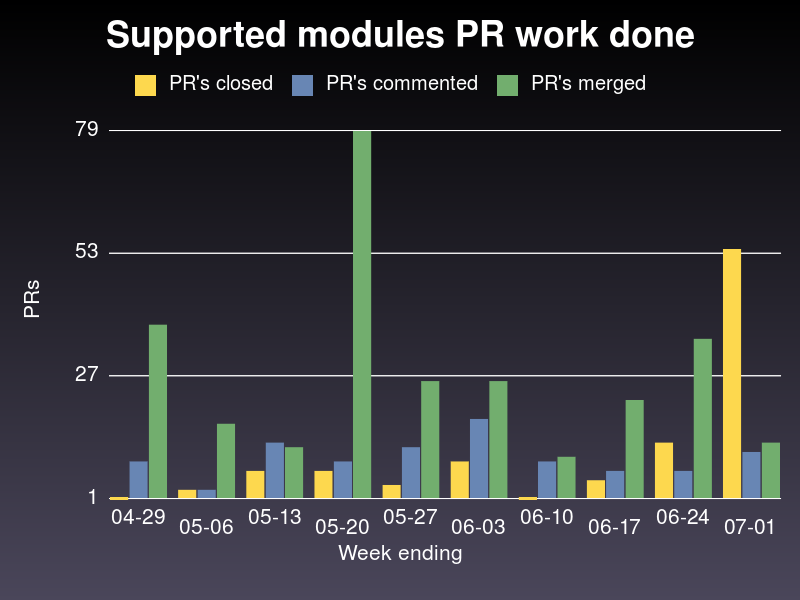 Supported modules PR work done
PR's closed PR's commented PR's merged
79
53
27
1
PRs
04-29 05-06 05-13 05-20 05-27 06-03 06-10 06-17 06-24 07-01
Week ending